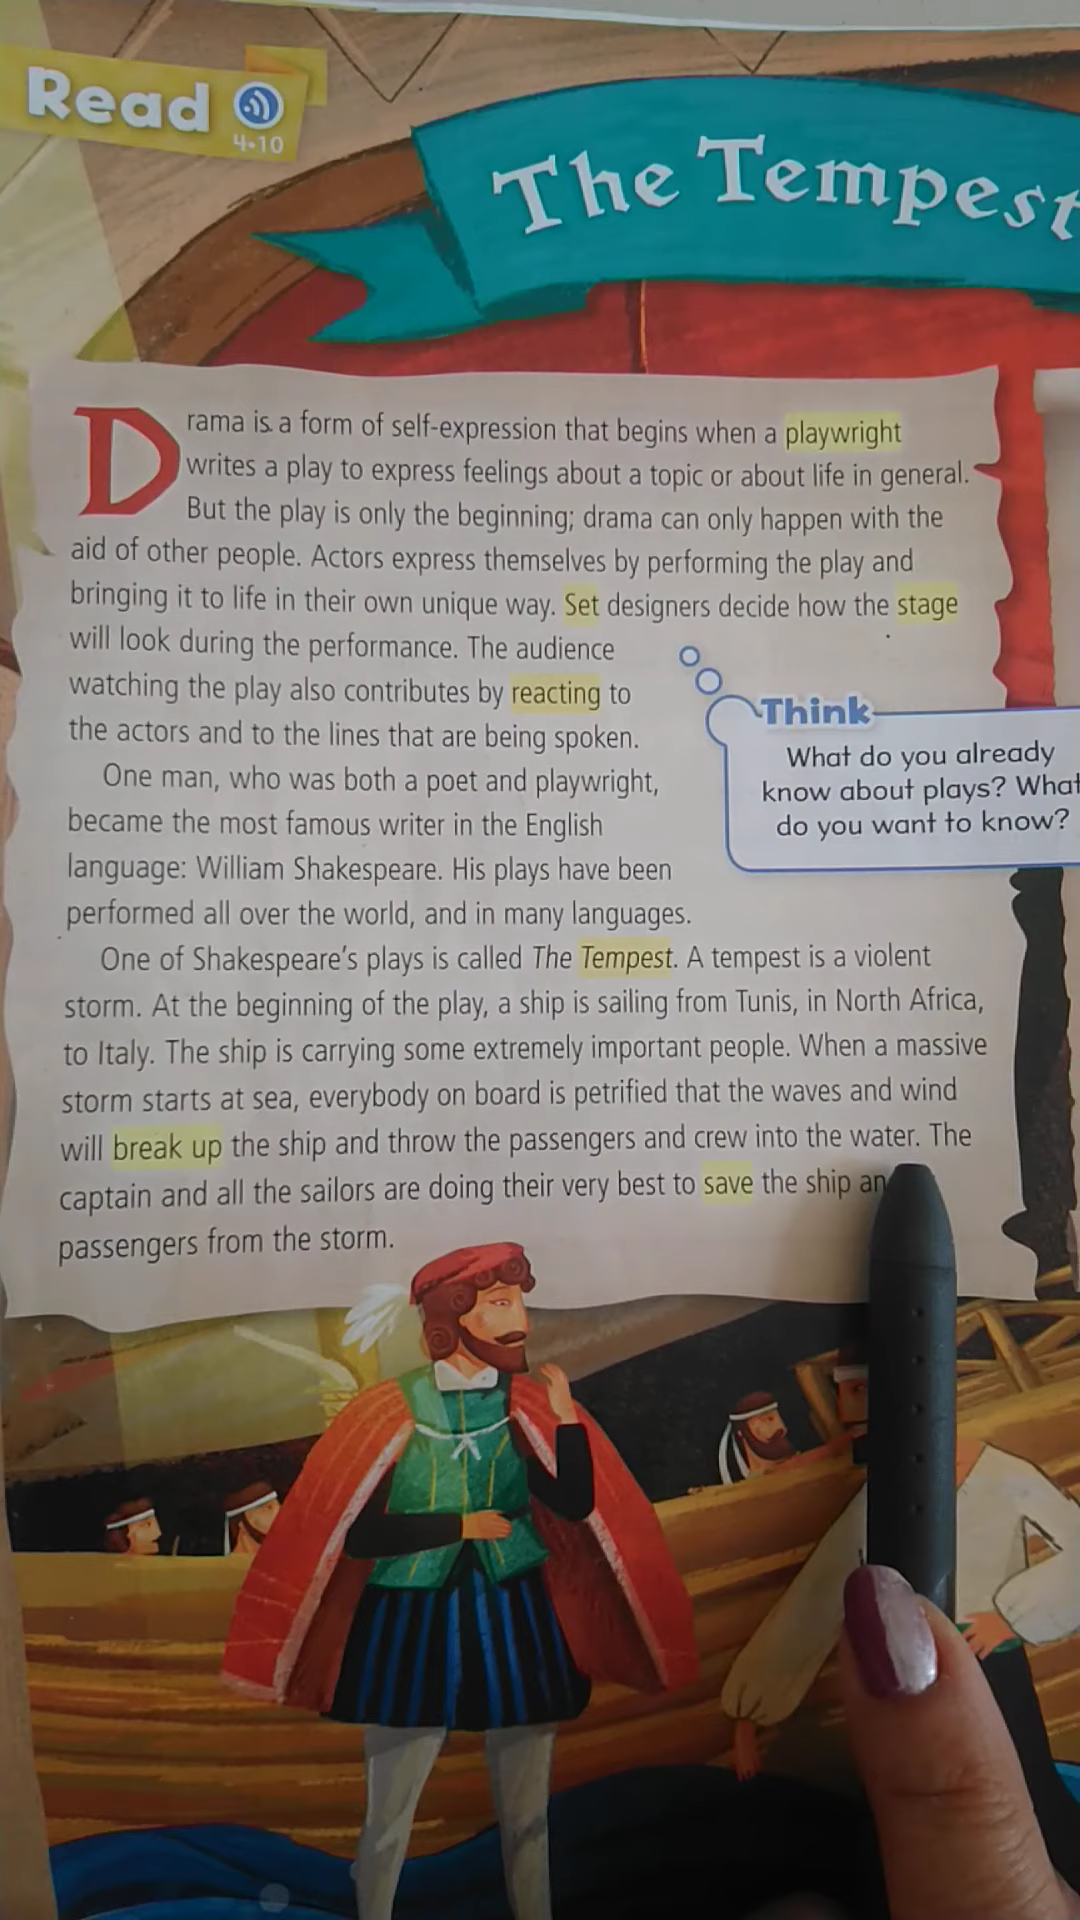 Read
4•10
The Tempest
Drama is a form of self-expression that begins when a playwright
writes a play to express feelings about a topic or about life in general.
But the play is only the beginning; drama can only happen with the
aid of other people. Actors express themselves by performing the play and
bringing it to life in their own unique way. Set designers decide how the stage
will look during the performance. The audience
watching the play also contributes by reacting to
the actors and to the lines that are being spoken.
One man, who was both a poet and playwright,
became the most famous writer in the English
language: William Shakespeare. His plays have been
performed all over the world, and in many languages.
One of Shakespeare's plays is called The Tempest. A tempest is a violent
storm. At the beginning of the play, a ship is sailing from Tunis, in North Africa,
to Italy. The ship is carrying some extremely important people. When a massive
storm starts at sea, everybody on board is petrified that the waves and wind
will break up the ship and throw the passengers and crew into the water. The
captain and all the sailors are doing their very best to save the ship
passengers from the storm.
Think
What do you already
know about plays? What
do you want to know?